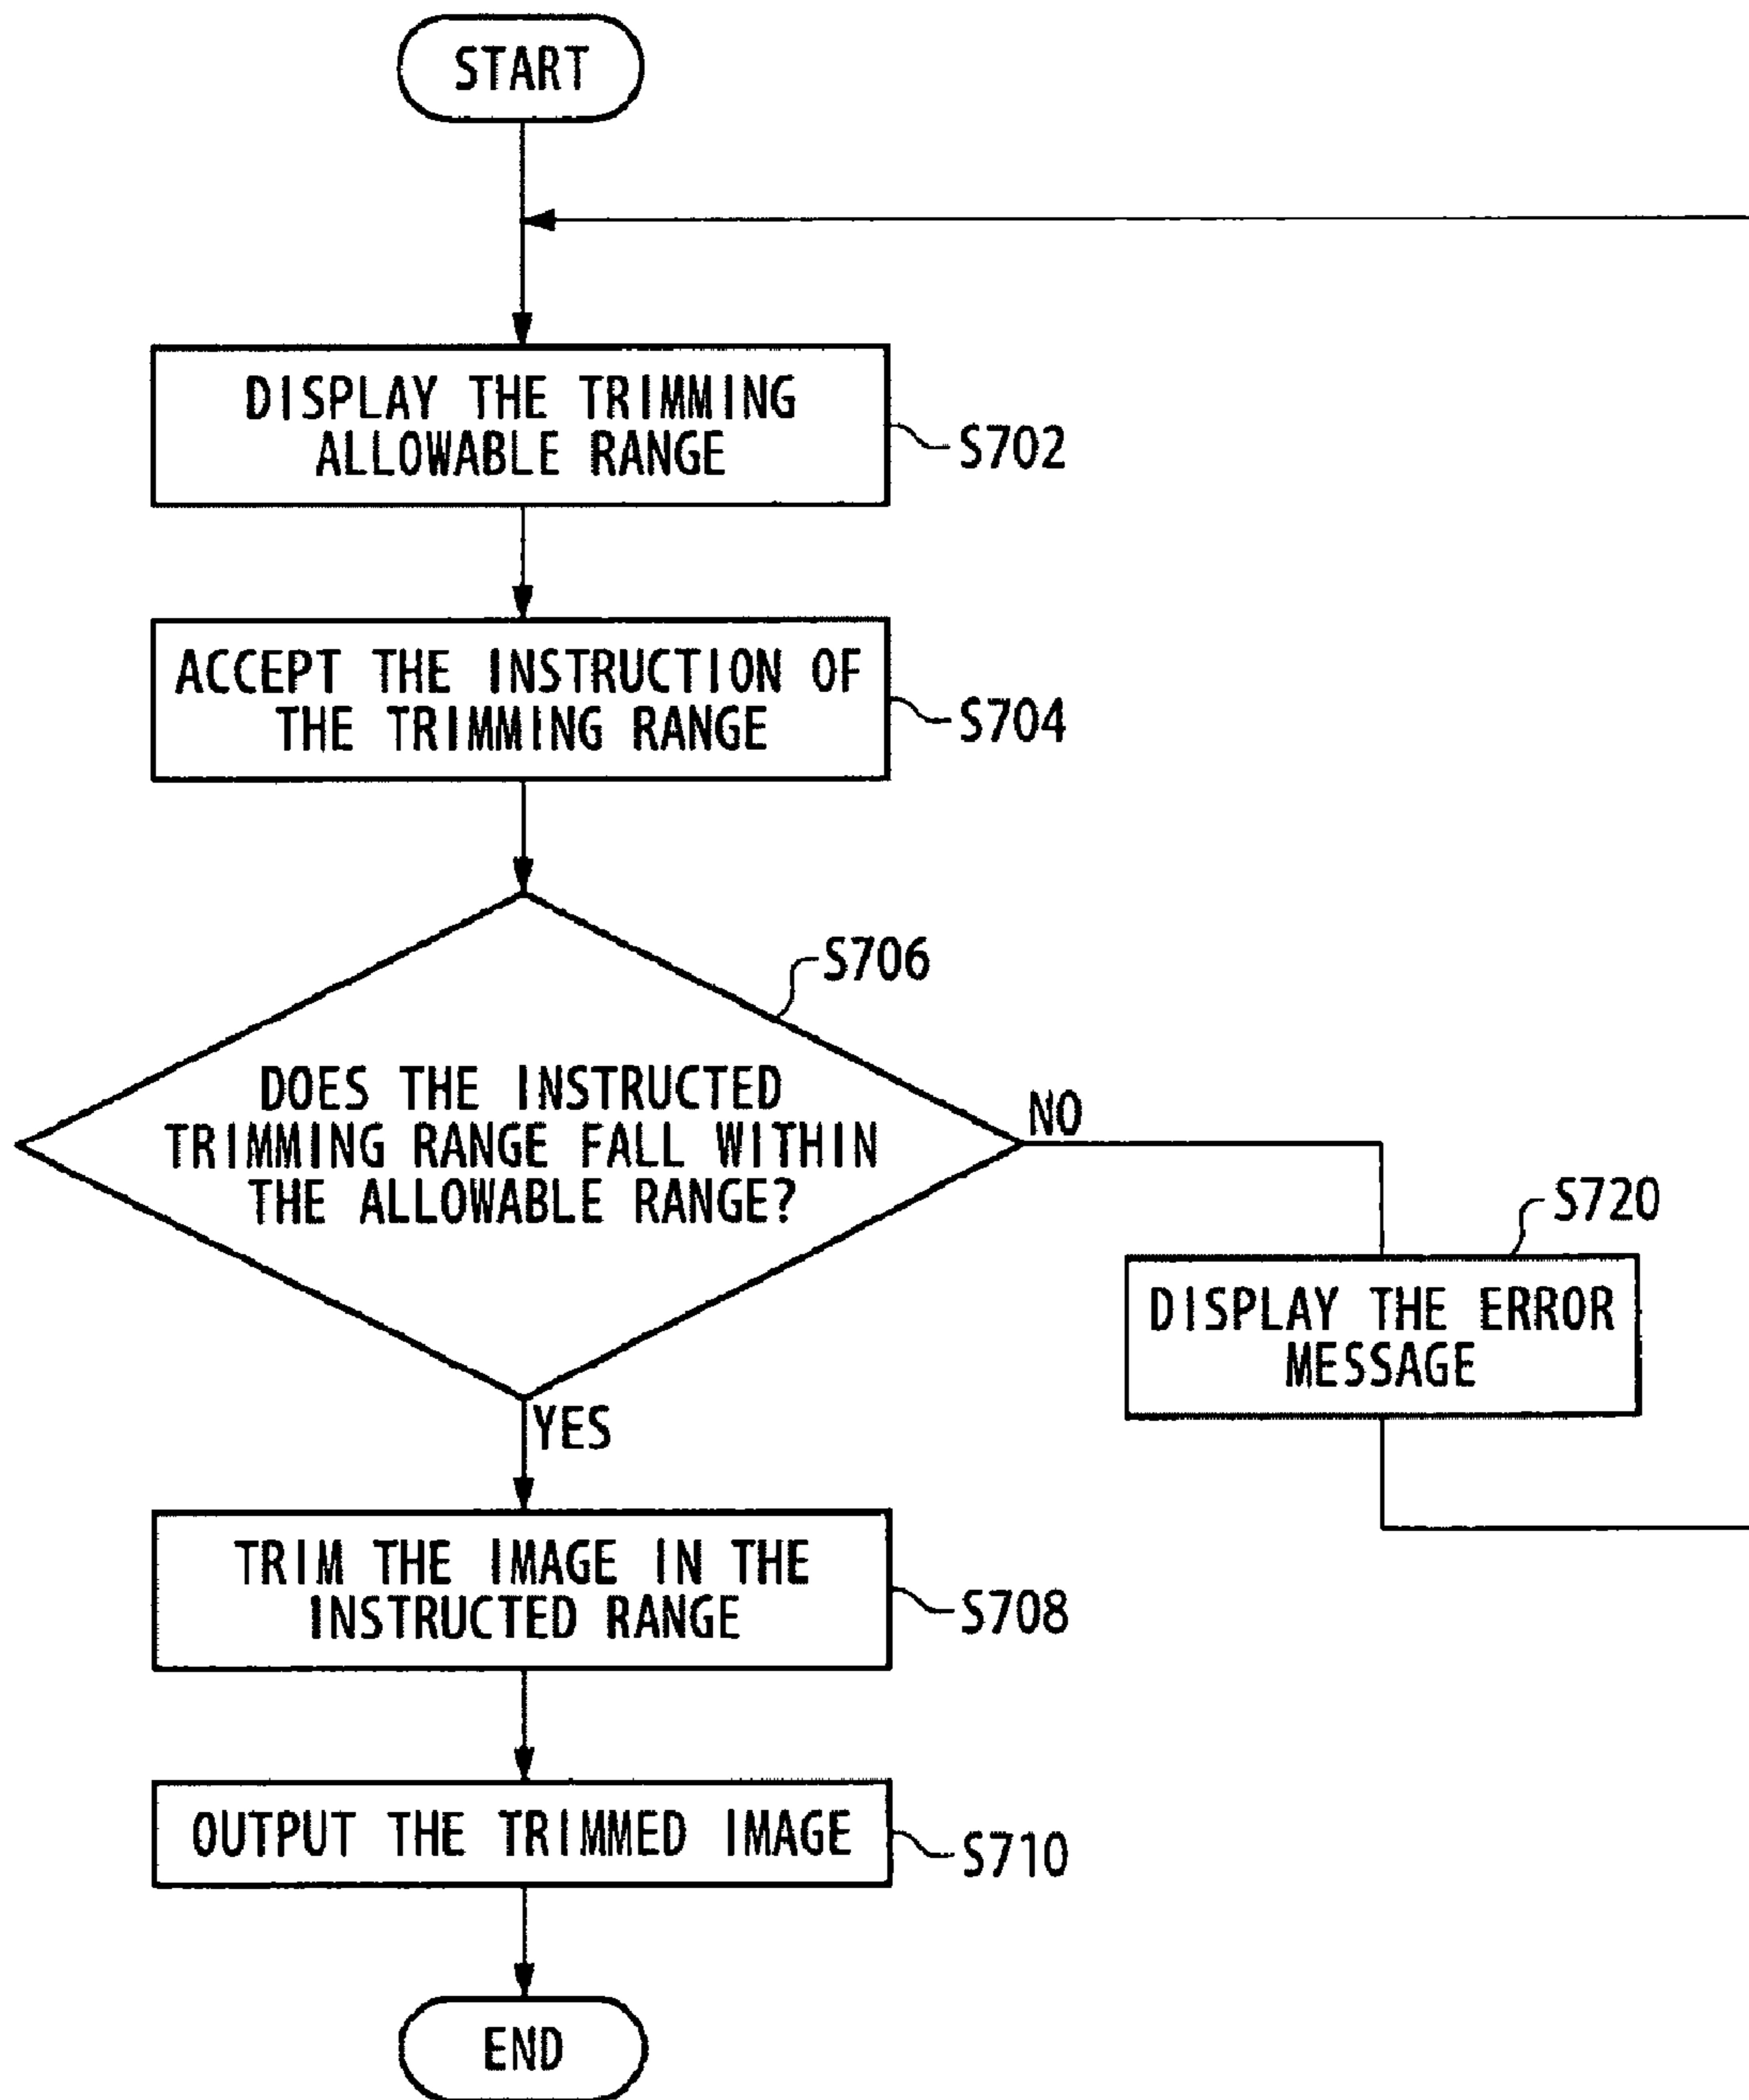 START
DISPLAY THE TRIMMING
ALLOWABLE RANGE
S702
ACCEPT THE INSTRUCTION OF
THE TRIMMING RANGE
S704
S706
DOES THE INSTRUCTED
TRIMMING RANGE FALL WITHIN
THE ALLOWABLE RANGE?
NO
S720
DISPLAY THE ERROR
MESSAGE
YES
TRIM THE IMAGE IN THE
INSTRUCTED RANGE
S708
OUTPUT THE TRIMMED IMAGE
S710
END